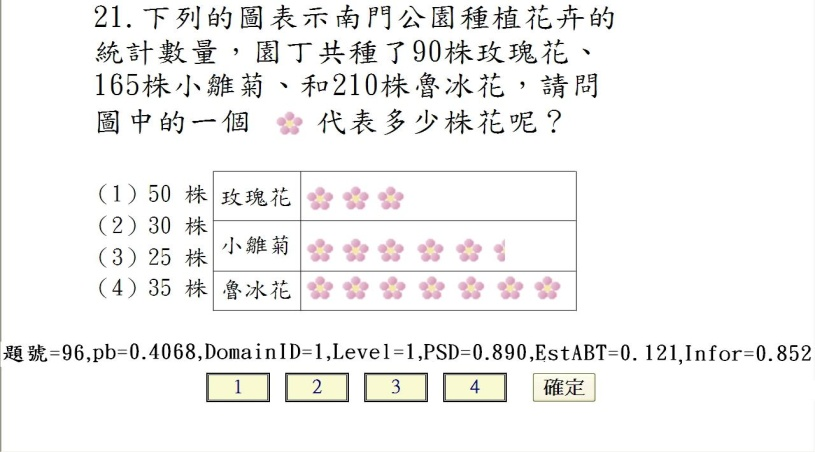 21.下列的圖表示南門公園種植花卉的
統計數量，園丁共種了90株玫瑰花、
165株小雛菊、和210株魯冰花，請問
圖中的一個 代表多少株花呢？
(1) 50 株
(2) 30 株
(3) 25 株
(4) 35 株
玫瑰花
小雛菊
魯冰花
題號=96,pb=0.4068,DomainID=1,Level=1,PSD=0.890,EstABT=0.121,Infor=0.852
1 2 3 4 確定